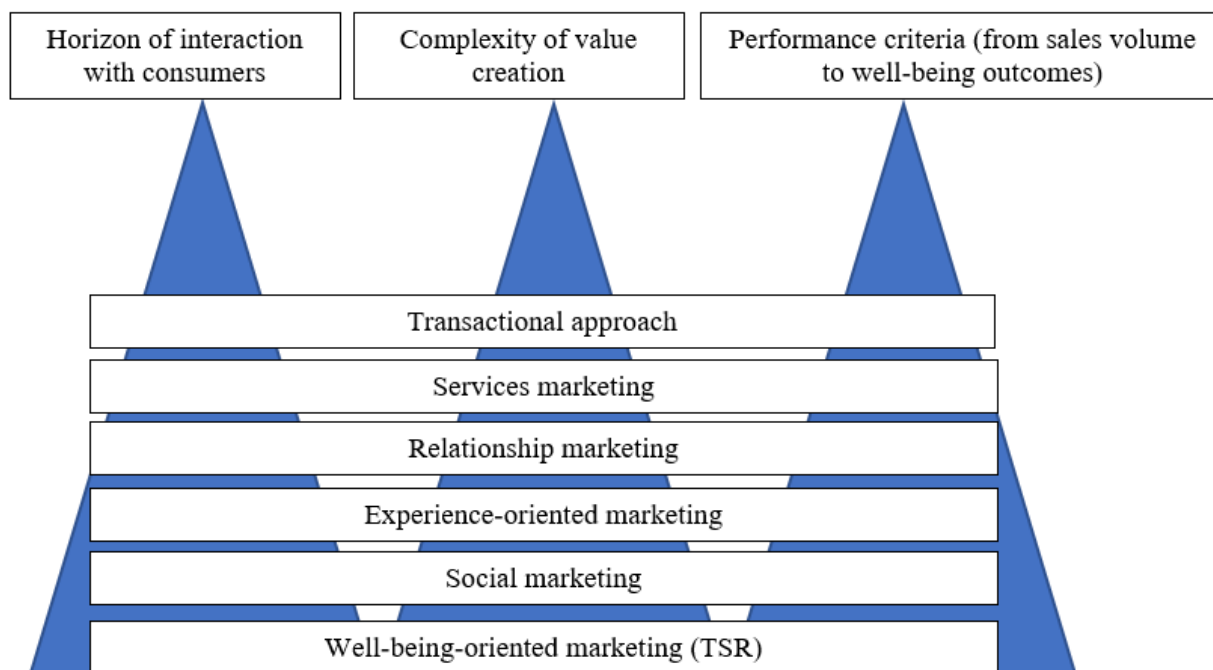 Horizon of interaction
with consumers
Complexity of value
creation
Performance criteria (from sales volume
to well-being outcomes)
Transactional approach
Services marketing
Relationship marketing
Experience-oriented marketing
Social marketing
Well-being-oriented marketing (TSR)